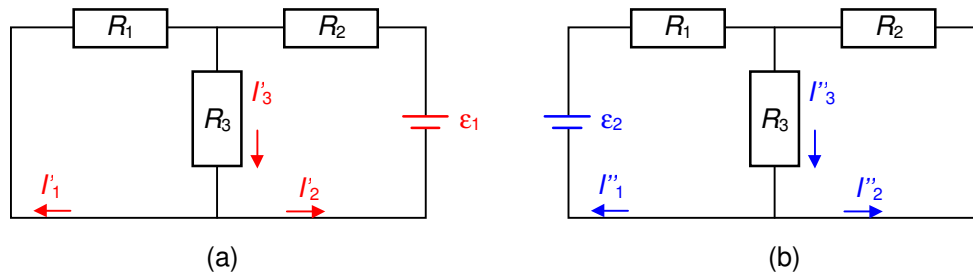 R1 R2 R1 R2
R3 I'3 ε1 ε2 R3 I"3
I'1 I'2 I"1 I"2
(a) (b)